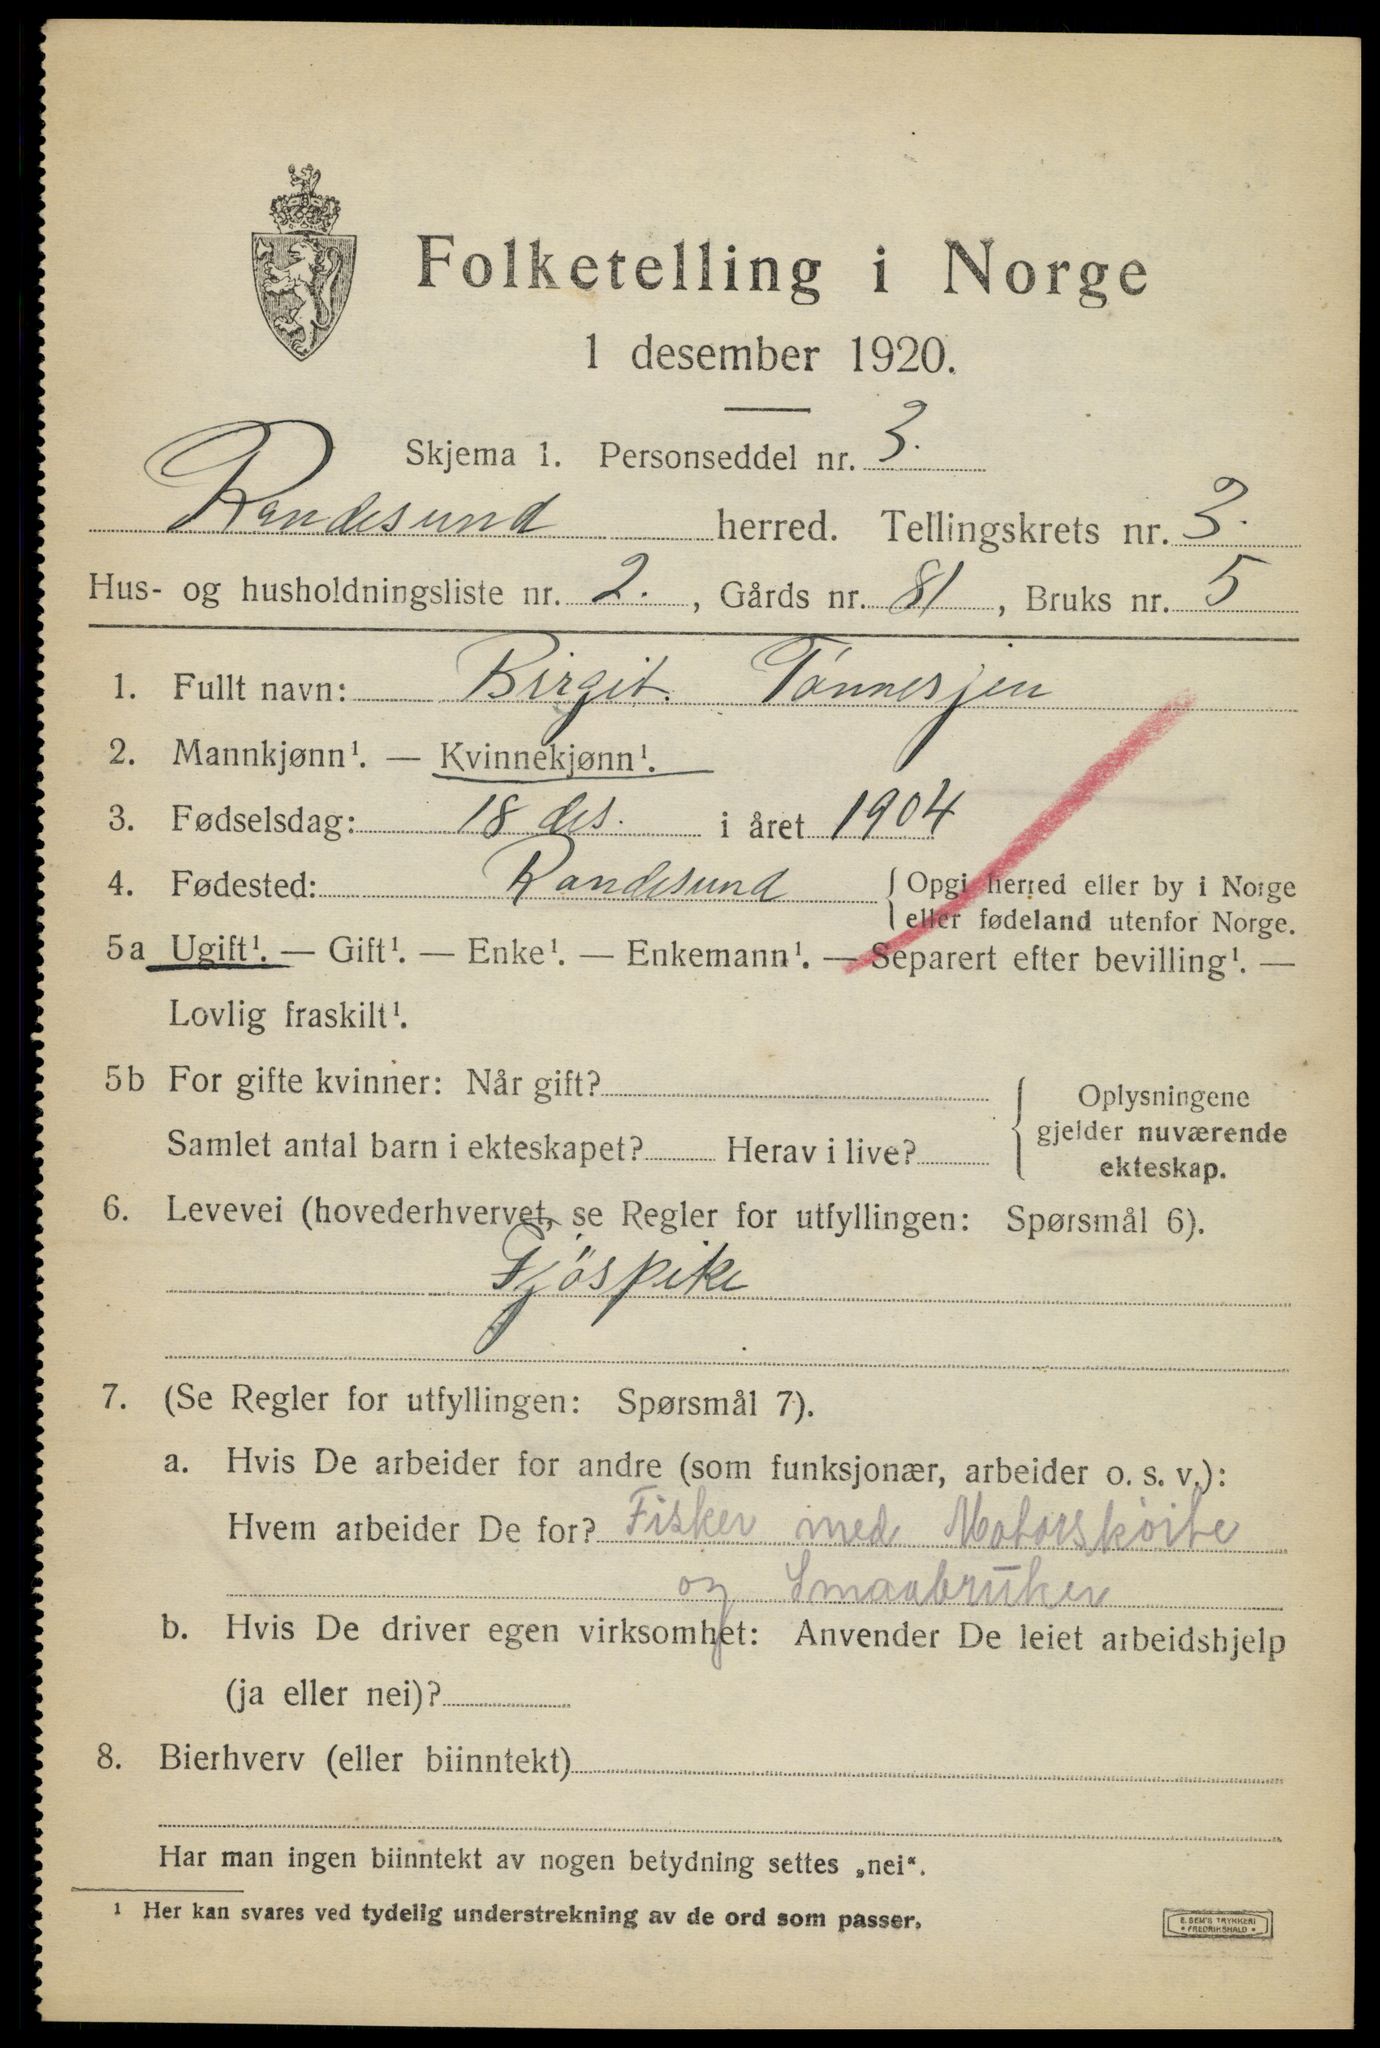 Folketelling i Norge
1 desember 1920.
Skjema 1. Personseddel nr. 3.
Randesund herred. Tellingskrets nr. 3.
Hus- og husholdningsliste nr. 2. , Gårds nr. 81 , Bruks nr. 5
1. Fullt navn: Birgit Tönnesjen
2. Mannkjønn¹. — Kvinnekjønn¹.
3. Fødselsdag: 18 des. i året 1904
4. Fødested: Randesund { Opgi herred eller by i Norge
eller fødeland utenfor Norge.
5a Ugift¹. — Gift¹. — Enke¹. — Enkemann¹. — Separert efter bevilling¹. —
Lovlig fraskilt¹.
5b For gifte kvinner: Når gift?
Samlet antal barn i ekteskapet? Herav i live?
{ Oplysningene
gjelder nuværende
ekteskap.
6. Levevei (hovederhvervet, se Regler for utfyllingen: Spørsmål 6).
Fjöspike
7. (Se Regler for utfyllingen: Spørsmål 7).
a. Hvis De arbeider for andre (som funksjonær, arbeider o. s. v.):
Hvem arbeider De for? Fisker med Motorsköite
og Smaabruker
b. Hvis De driver egen virksomhet: Anvender De leiet arbeidshjelp
(ja eller nei)?
8. Bierhverv (eller biinntekt)
Har man ingen biinntekt av nogen betydning settes „nei“.
¹ Her kan svares ved tydelig understrekning av de ord som passer.
E. SEM'S TRYKKERI
* FREDRIKSHALD *